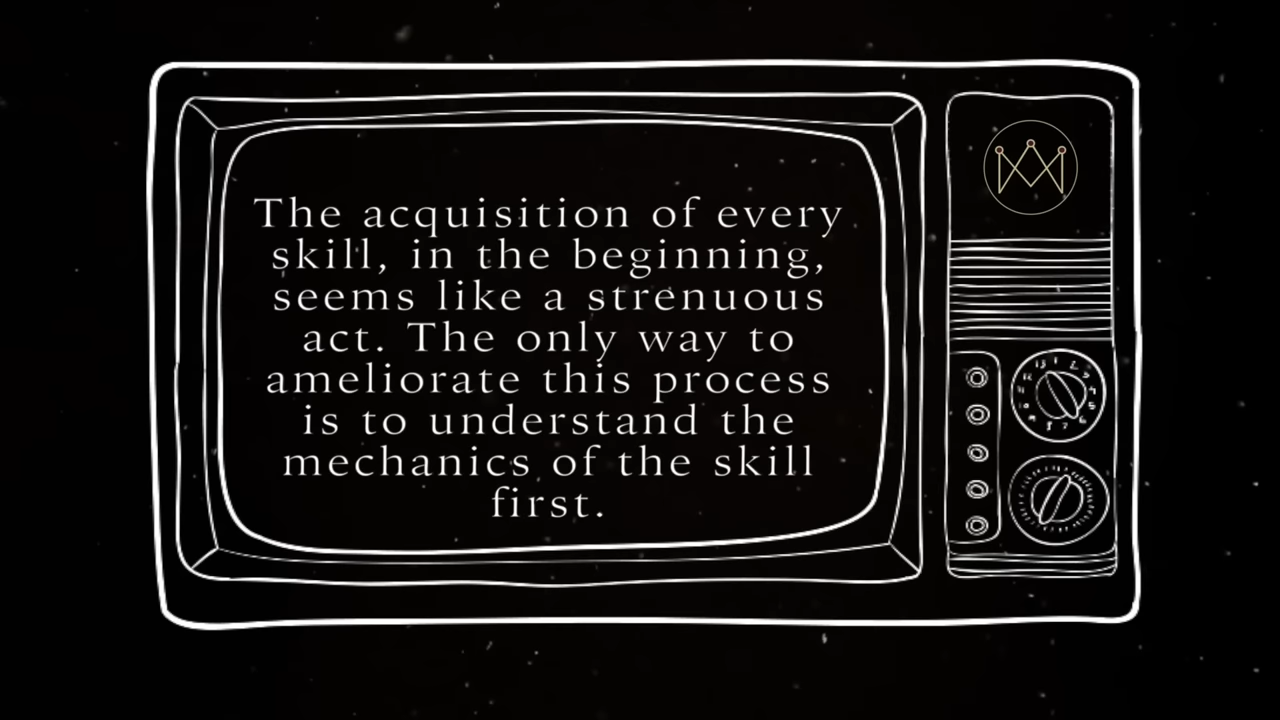 The acquisition of every
skill, in the beginning,
seems like a strenuous
act. The only way to
ameliorate this process
is to understand the
mechanics of the skill
first.